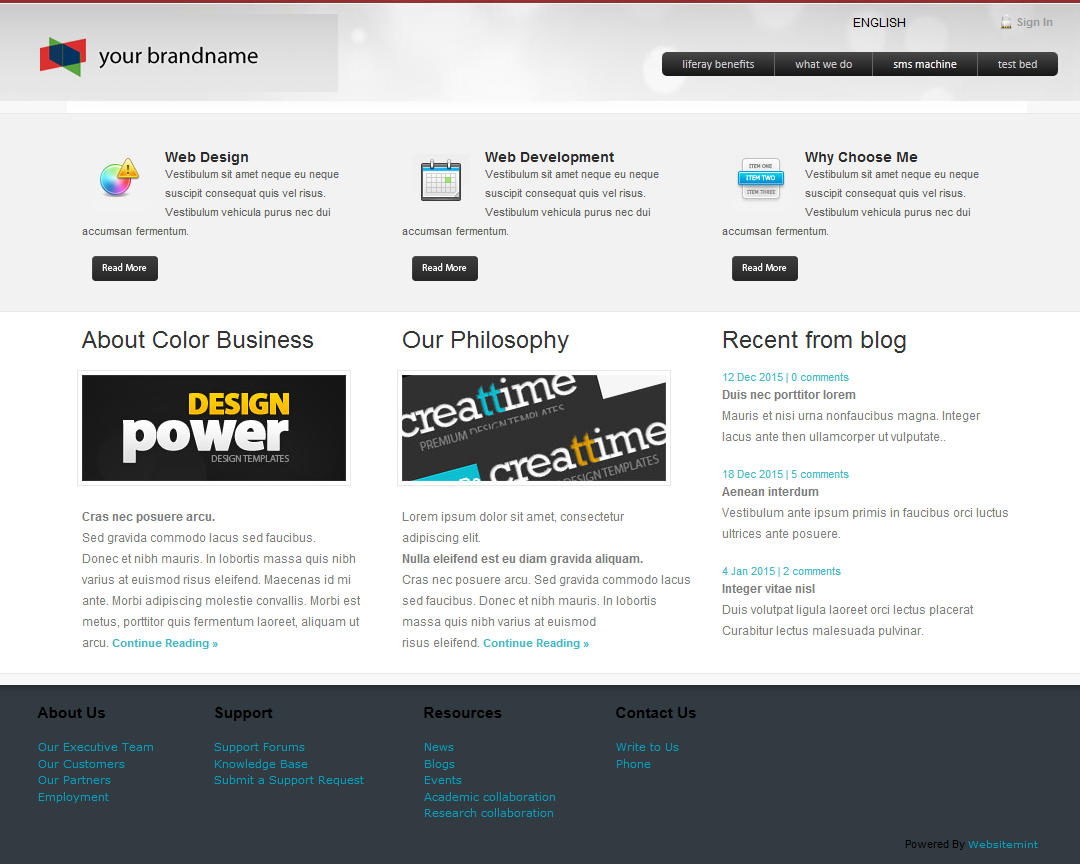 ENGLISH
Sign In
your brandname
liferay benefits
what we do
sms machine
test bed
Web Design
Vestibulum sit amet neque eu neque
suscipit consequat quis vel risus.
Vestibulum vehicula purus nec dui
accumsan fermentum.
Read More
Web Development
Vestibulum sit amet neque eu neque
suscipit consequat quis vel risus.
Vestibulum vehicula purus nec dui
accumsan fermentum.
Read More
ITEM ONE
ITEM TWO
ITEM THREE
Why Choose Me
Vestibulum sit amet neque eu neque
suscipit consequat quis vel risus.
Vestibulum vehicula purus nec dui
accumsan fermentum.
Read More
About Color Business
DESIGN
power
DESIGN TEMPLATES
Cras nec posuere arcu.
Sed gravida commodo lacus sed faucibus.
Donec et nibh mauris. In lobortis massa quis nibh
varius at euismod risus eleifend. Maecenas id mi
ante. Morbi adipiscing molestie convallis. Morbi est
metus, porttitor quis fermentum laoreet, aliquam ut
arcu. Continue Reading »
Our Philosophy
creattime
PREMIUM DESIGN TEMPLATES
creattime
DESIGN TEMPLATES
Lorem ipsum dolor sit amet, consectetur
adipiscing elit.
Nulla eleifend est eu diam gravida aliquam.
Cras nec posuere arcu. Sed gravida commodo lacus
sed faucibus. Donec et nibh mauris. In lobortis
massa quis nibh varius at euismod
risus eleifend. Continue Reading »
Recent from blog
12 Dec 2015 | 0 comments
Duis nec porttitor lorem
Mauris et nisi urna nonfaucibus magna. Integer
lacus ante then ullamcorper ut vulputate..
18 Dec 2015 | 5 comments
Aenean interdum
Vestibulum ante ipsum primis in faucibus orci luctus
ultrices ante posuere.
4 Jan 2015 | 2 comments
Integer vitae nisl
Duis volutpat ligula laoreet orci lectus placerat
Curabitur lectus malesuada pulvinar.
About Us
Our Executive Team
Our Customers
Our Partners
Employment
Support
Support Forums
Knowledge Base
Submit a Support Request
Resources
News
Blogs
Events
Academic collaboration
Research collaboration
Contact Us
Write to Us
Phone
Powered By Websitemint